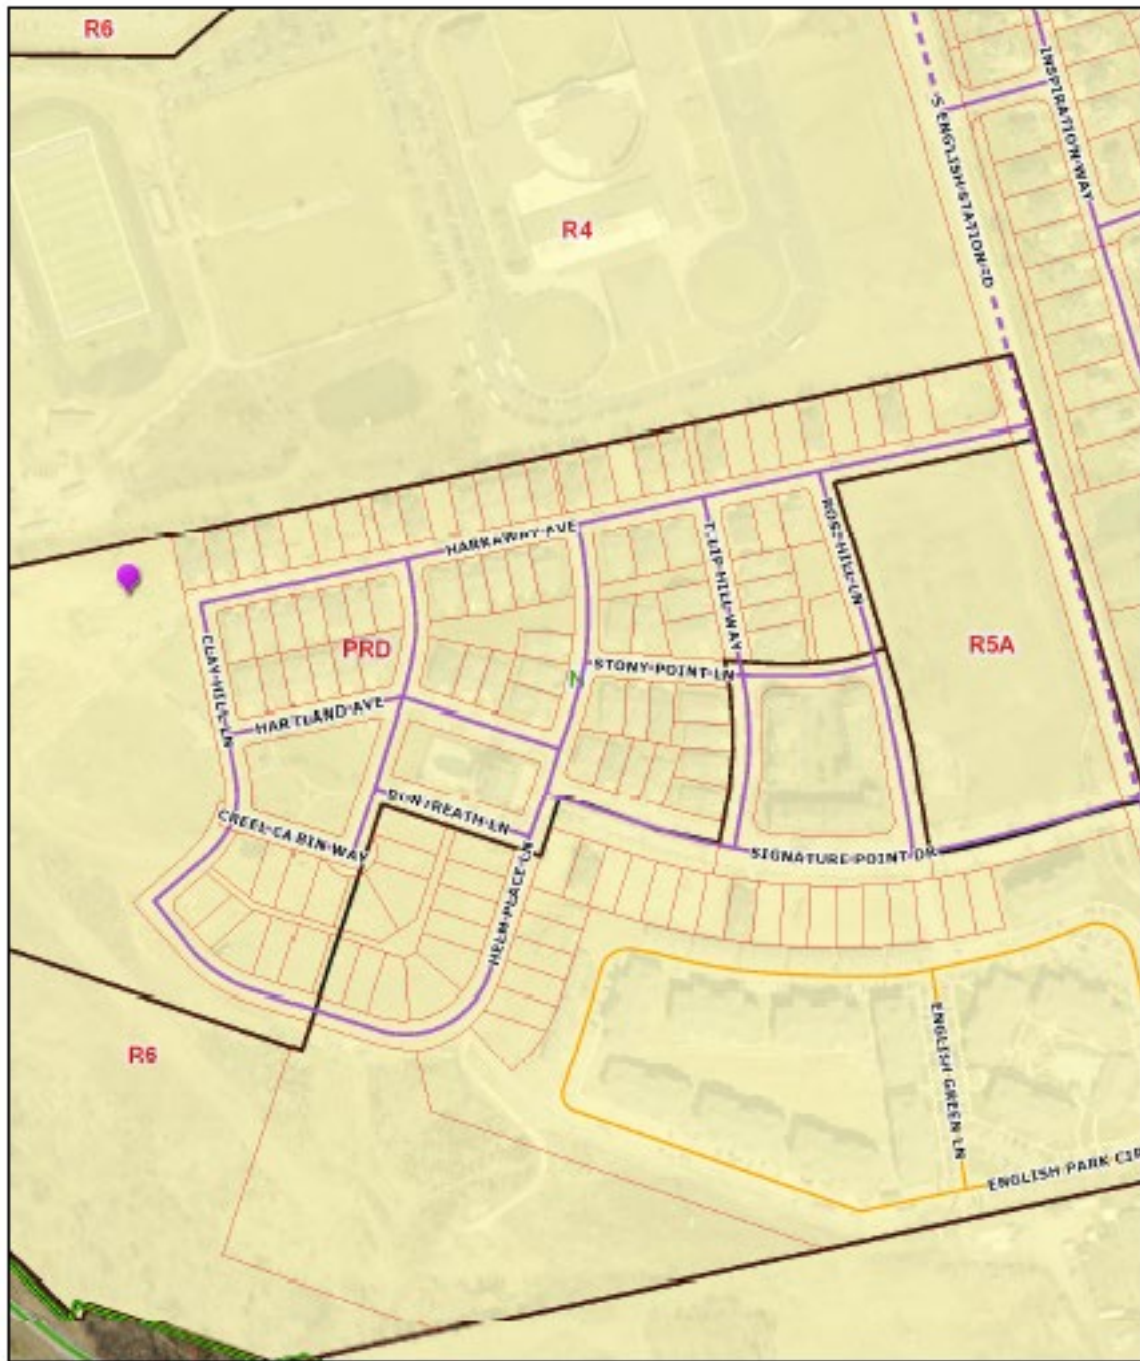 R6
S ENGLISH STATION RD
INSPIRATION WAY
R4
HARKAWAY AVE
TULIP HILL WAY
ROSE HILL LN
CLAY HILL LN
PRD
R5A
STONY POINT LN
N
HARTLAND AVE
CREEL CABIN WAY
SIGNATURE POINT DR
HELM PLACE LN
R6
ENGLISH GREEN LN
ENGLISH PARK CIR